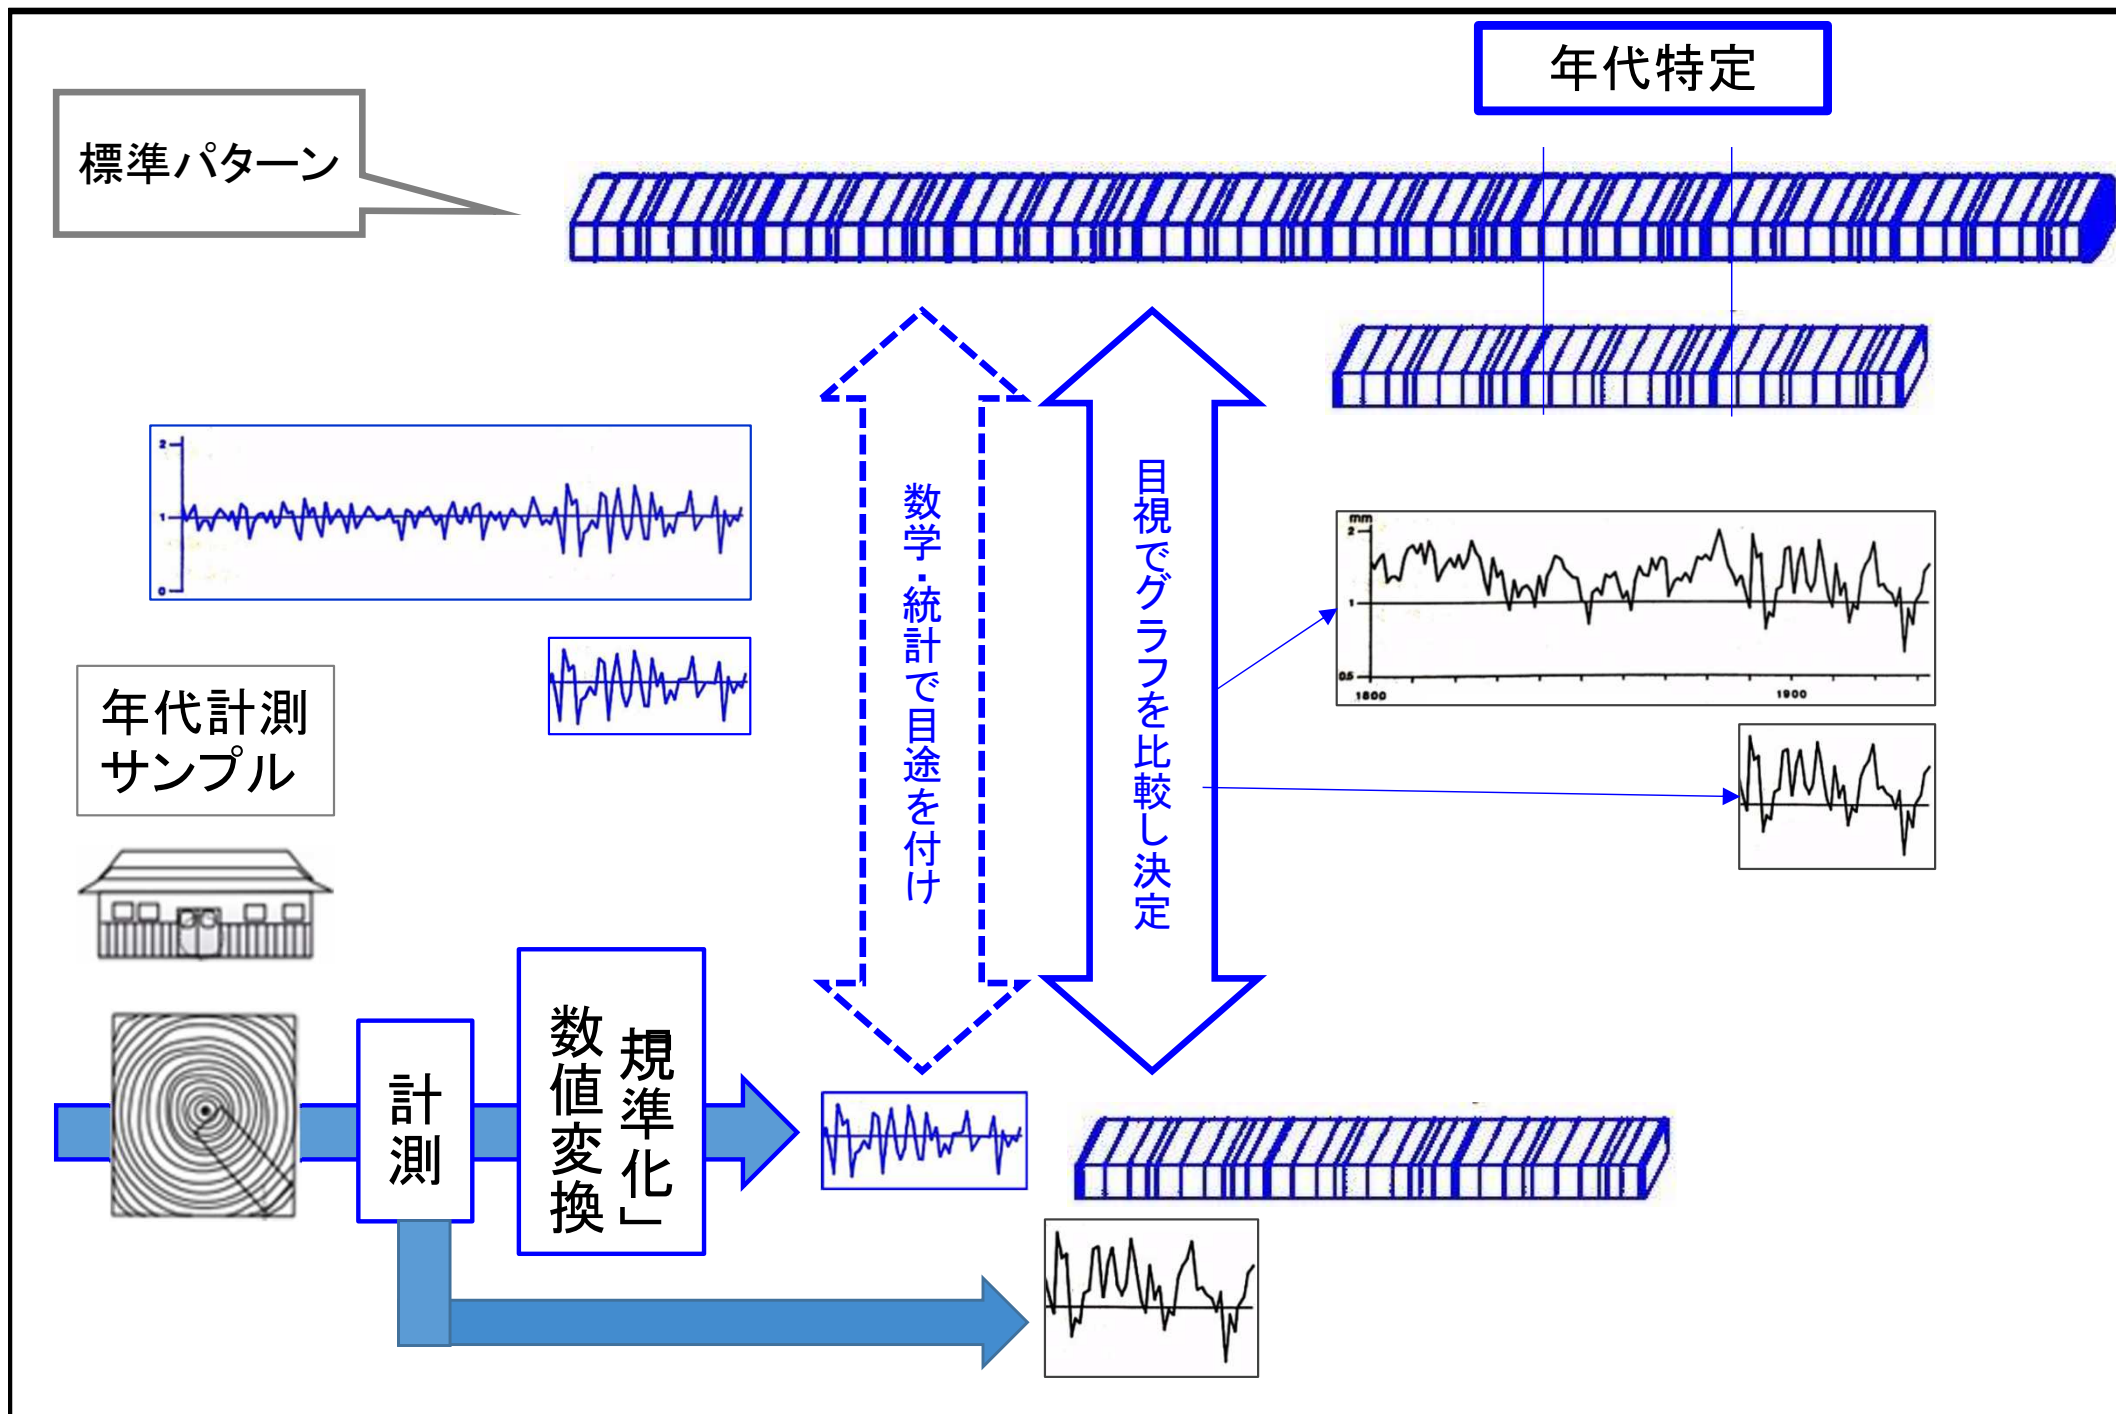 年代特定
標準パターン
2
1
0
年代計測
サンプル
数学・統計で目途を付け
目視でグラフを比較し決定
mm
2
1
0.5
1800
1900
計測
「規準化」
数値変換